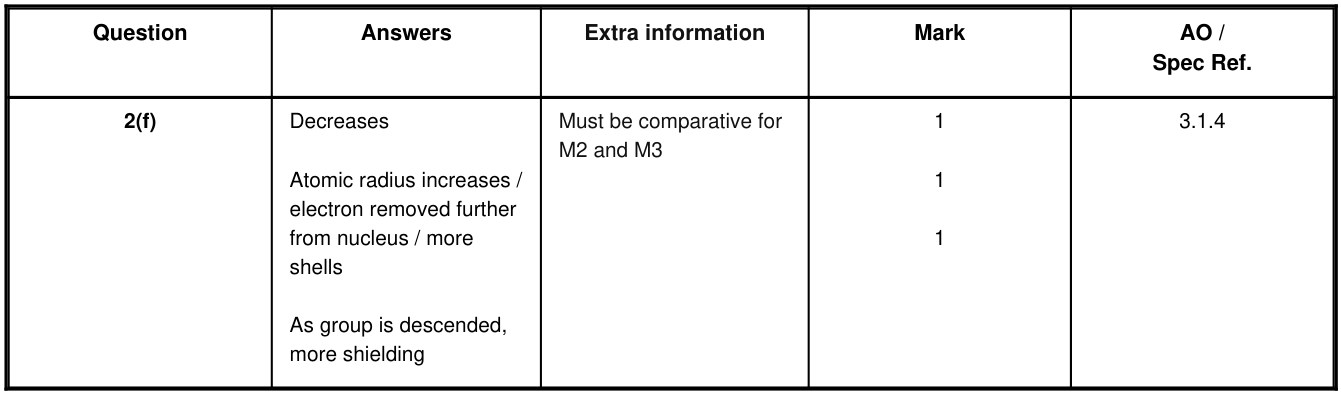 Question Answers Extra information Mark AO /
Spec Ref.
2(f) Decreases Must be comparative for 1 3.1.4
M2 and M3
Atomic radius increases / 1
electron removed further
from nucleus / more 1
shells
As group is descended,
more shielding